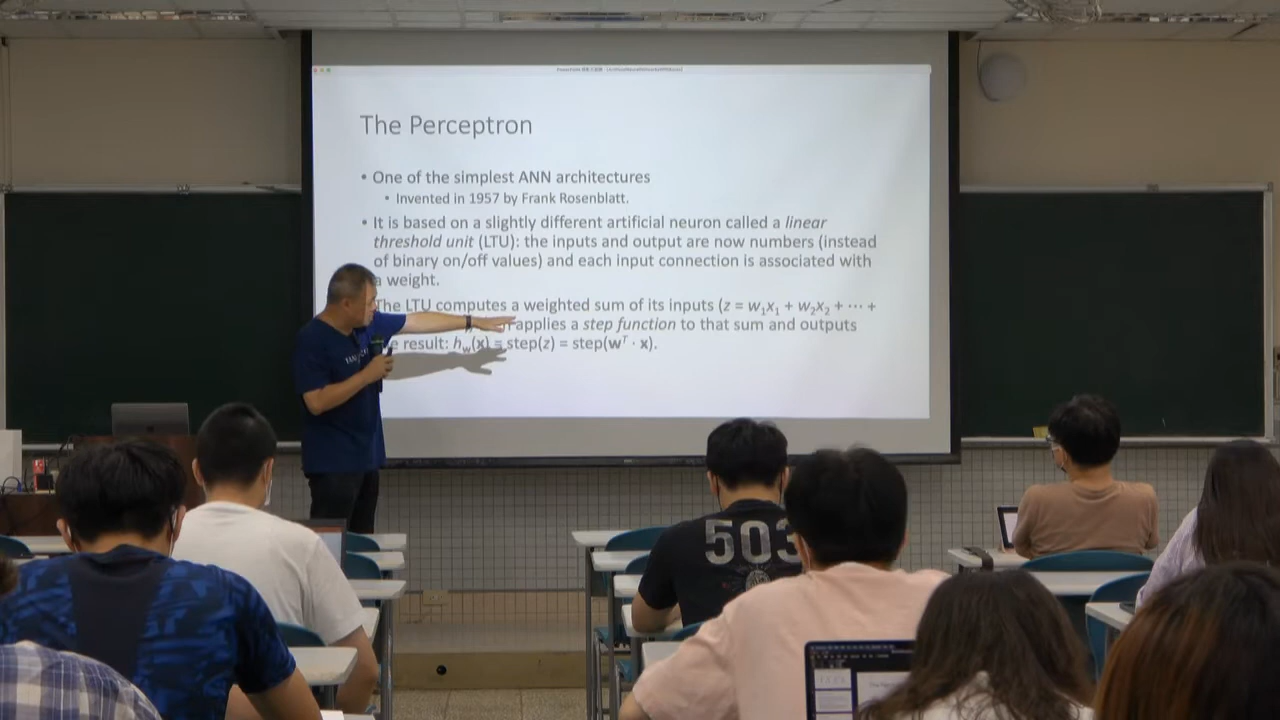 The Perceptron
• One of the simplest ANN architectures
• Invented in 1957 by Frank Rosenblatt.
• It is based on a slightly different artificial neuron called a linear
threshold unit (LTU): the inputs and output are now numbers (instead
of binary on/off values) and each input connection is associated with
a weight.
The LTU computes a weighted sum of its inputs (z = w₁x₁ + w₂x₂ + ⋯ +
applies a step function to that sum and outputs
result: h_w(x) = step(z) = step(wᵀ · x).
503